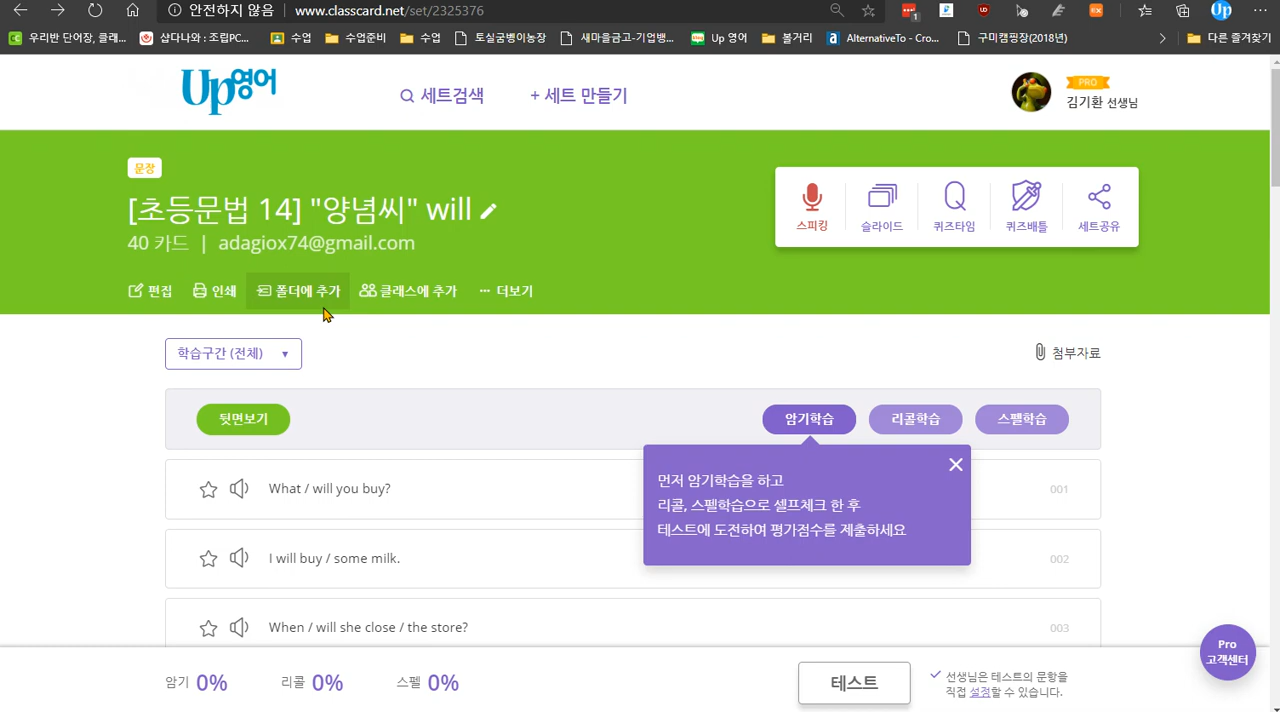 안전하지 않음 | www.classcard.net/set/2325376
우리반 단어장, 클래... 샵다나와 : 조립PC... 수업 수업준비 수업 토실굼벵이농장 새마을금고-기업뱅... Up 영어 볼거리 AlternativeTo - Cro... 구미캠핑장(2018년) 다른 즐겨찾기
Up영어
세트검색
+ 세트 만들기
PRO
김기환 선생님
문장
[초등문법 14] "양념씨" will
40 카드 | adagiox74@gmail.com
스피킹 슬라이드 퀴즈타임 퀴즈배틀 세트공유
편집 인쇄 폴더에 추가 클래스에 추가 ··· 더보기
학습구간 (전체)
첨부자료
뒷면보기 암기학습 리콜학습 스펠학습
먼저 암기학습을 하고
리콜, 스펠학습으로 셀프체크 한 후
테스트에 도전하여 평가점수를 제출하세요
What / will you buy? 001
I will buy / some milk. 002
When / will she close / the store? 003
Pro
고객센터
암기 0% 리콜 0% 스펠 0%
테스트
선생님은 테스트의 문항을
직접 설정할 수 있습니다.